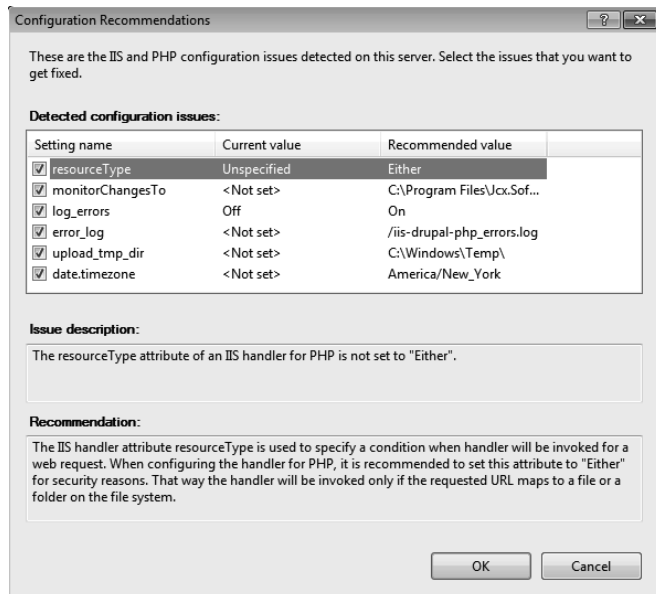 Configuration Recommendations
These are the IIS and PHP configuration issues detected on this server. Select the issues that you want to
get fixed.
Detected configuration issues:
Setting name Current value Recommended value
resourceType Unspecified Either
monitorChangesTo <Not set> C:\Program Files\Jcx.Sof...
log_errors Off On
error_log <Not set> /iis-drupal-php_errors.log
upload_tmp_dir <Not set> C:\Windows\Temp\
date.timezone <Not set> America/New_York
Issue description:
The resourceType attribute of an IIS handler for PHP is not set to "Either".
Recommendation:
The IIS handler attribute resourceType is used to specify a condition when handler will be invoked for a
web request. When configuring the handler for PHP, it is recommended to set this attribute to "Either"
for security reasons. That way the handler will be invoked only if the requested URL maps to a file or a
folder on the file system.
OK Cancel